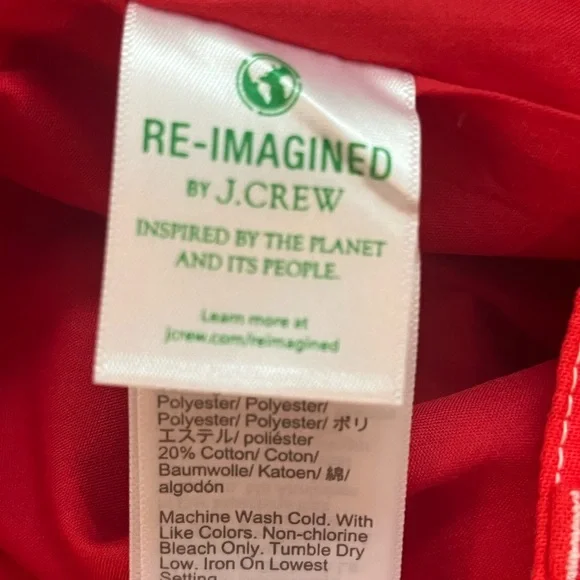 RE-IMAGINED
BY J.CREW
INSPIRED BY THE PLANET
AND ITS PEOPLE.
Learn more at
jcrew.com/reimagined
Polyester/ Polyester/
Polyester/ Polyester/ ポリ
エステル/ poliéster
20% Cotton/ Coton/
Baumwolle/ Katoen/ 綿/
algodón
Machine Wash Cold. With
Like Colors. Non-chlorine
Bleach Only. Tumble Dry
Low. Iron On Lowest
Setting